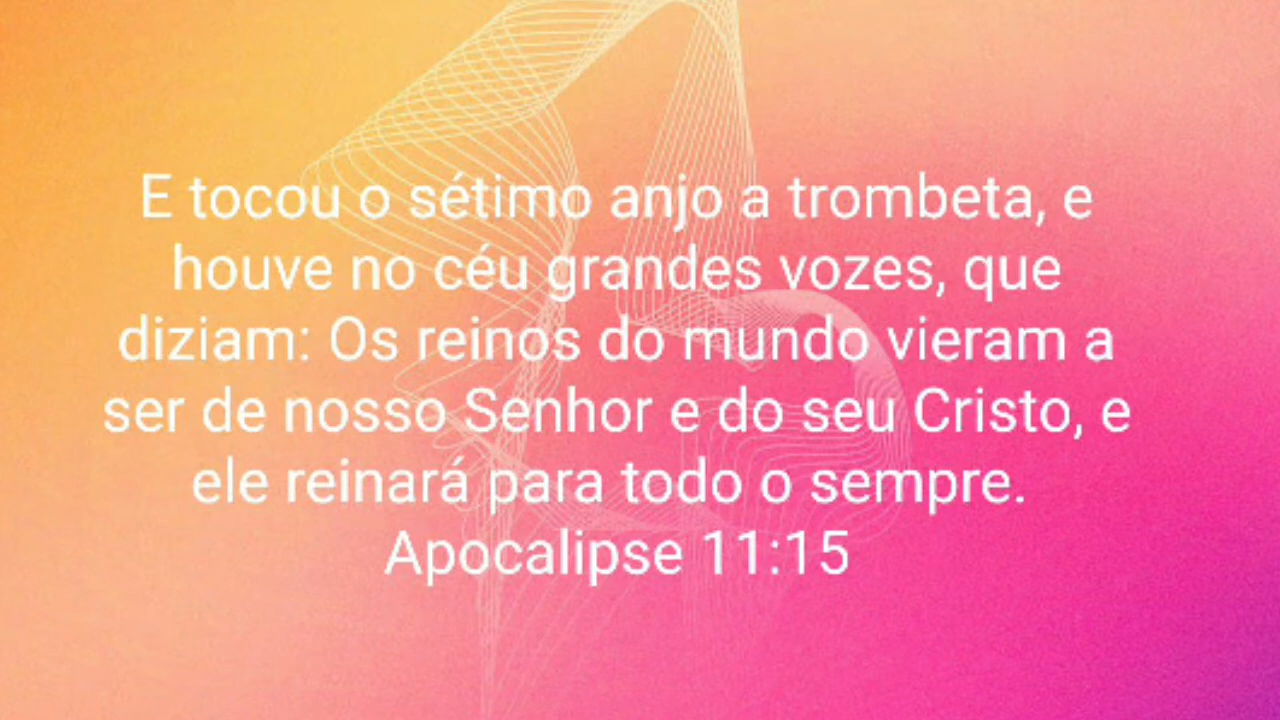 E tocou o sétimo anjo a trombeta, e
houve no céu grandes vozes, que
diziam: Os reinos do mundo vieram a
ser de nosso Senhor e do seu Cristo, e
ele reinará para todo o sempre.
Apocalipse 11:15